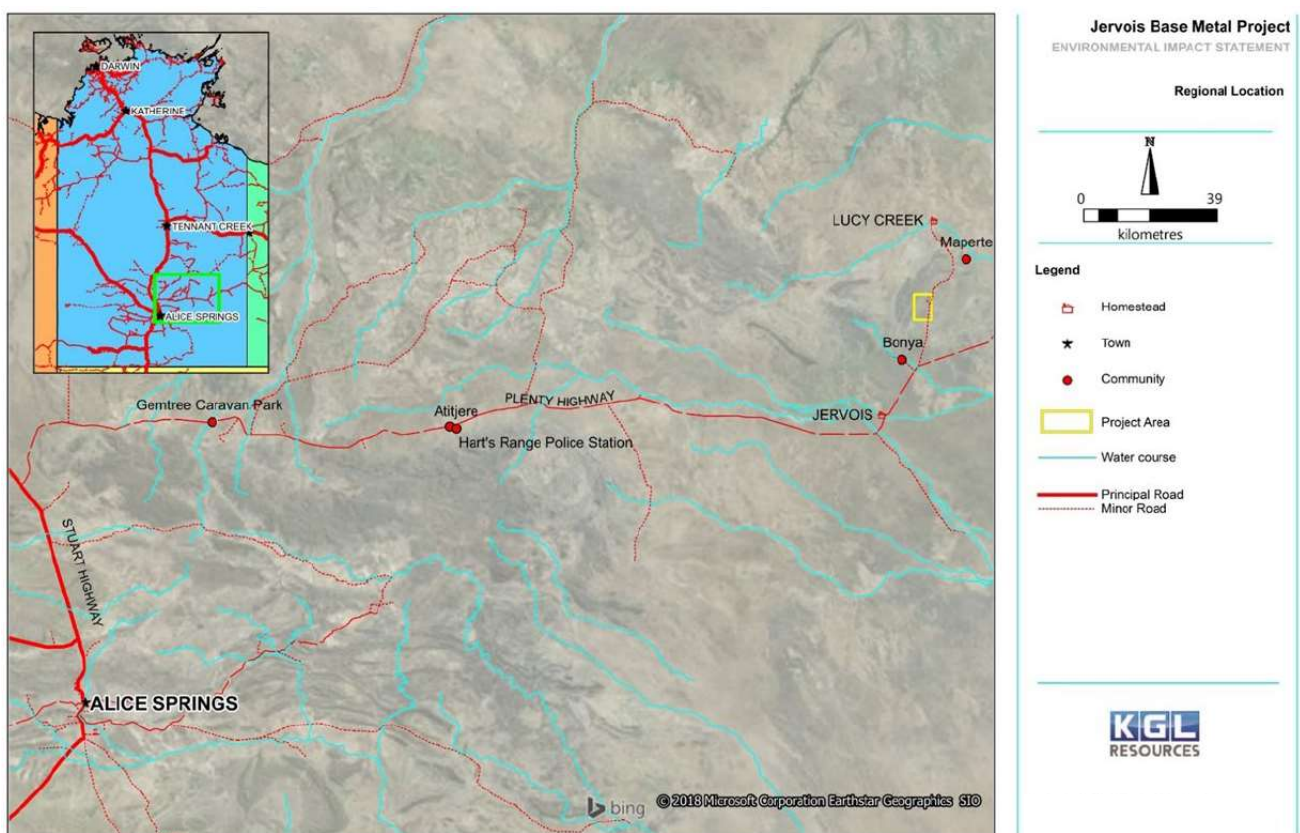 DARWIN
KATHERINE
TENNANT CREEK
ALICE SPRINGS
LUCY CREEK
Maperte
Bonya
Gemtree Caravan Park
Atitjere
PLENTY HIGHWAY
JERVOIS
Hart's Range Police Station
STUART HIGHWAY
ALICE SPRINGS
bing
© 2018 Microsoft Corporation Earthstar Geographics SIO
Jervois Base Metal Project
ENVIRONMENTAL IMPACT STATEMENT
Regional Location
N
0 39
kilometres
Legend
Homestead
Town
Community
Project Area
Water course
Principal Road
Minor Road
KGL
RESOURCES